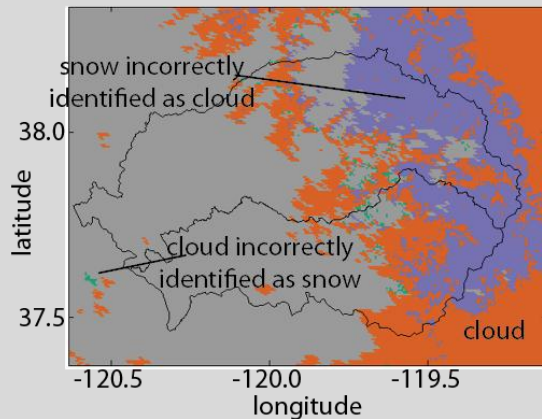 snow incorrectly
identified as cloud
38.0
latitude
cloud incorrectly
identified as snow
37.5
cloud
-120.5
-120.0
-119.5
longitude